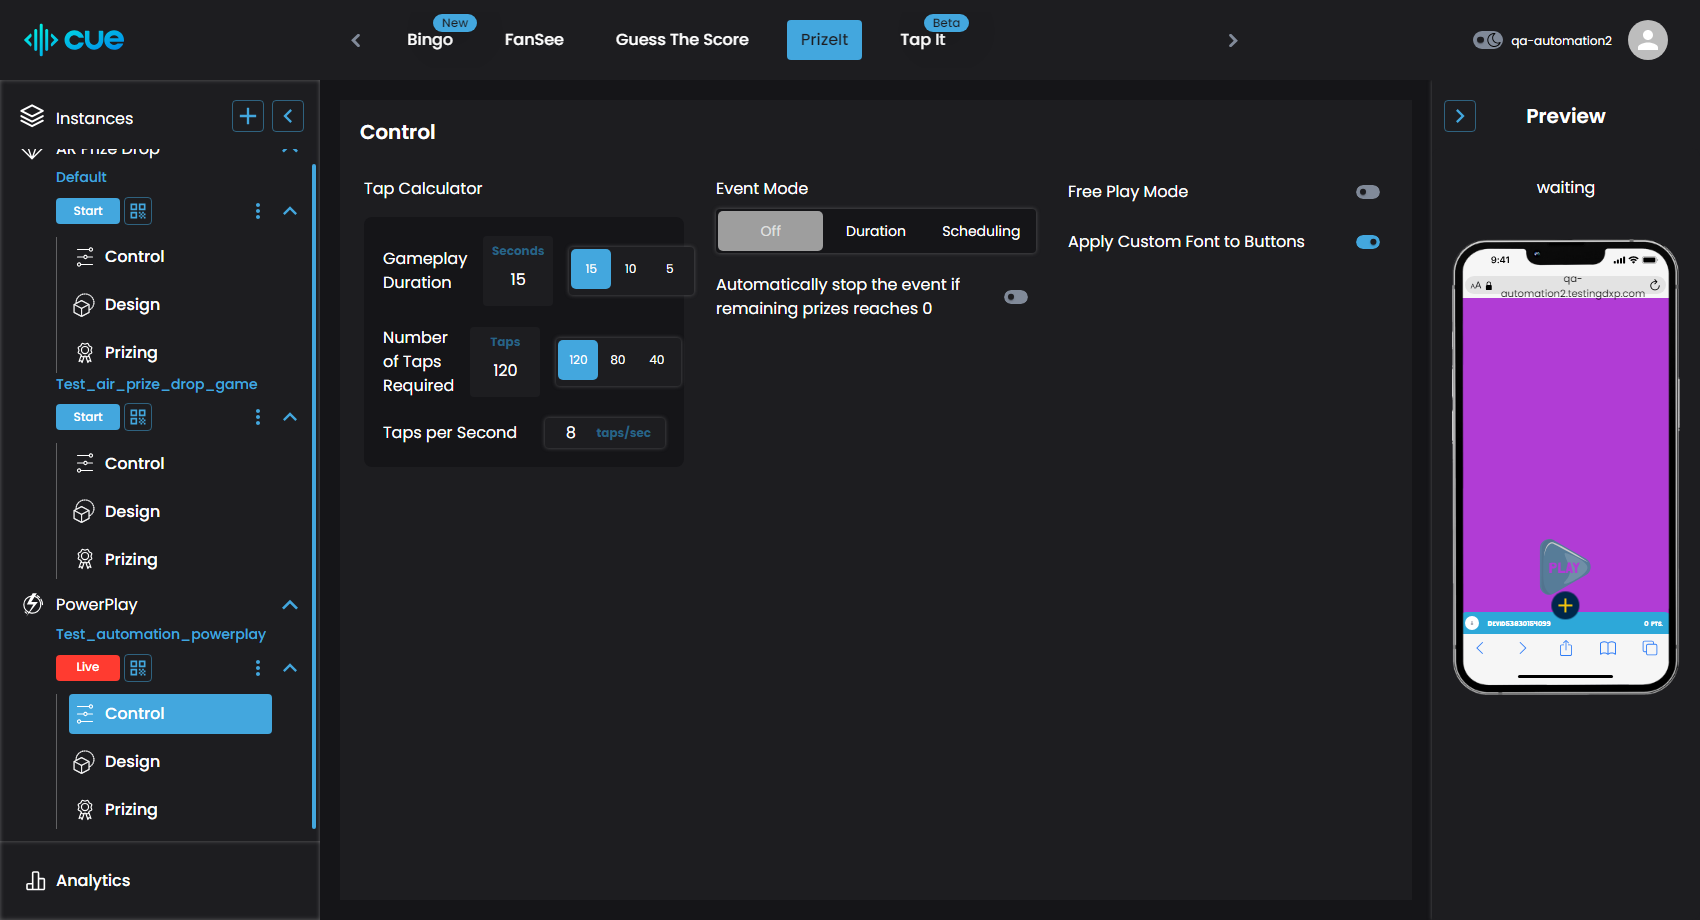 cue
Bingo
New
FanSee
Guess The Score
PrizeIt
Tap It
Beta
qa-automation2
Instances
AR Prize Drop
Default
Start
Control
Design
Prizing
Test_air_prize_drop_game
Start
Control
Design
Prizing
PowerPlay
Test_automation_powerplay
Live
Control
Design
Prizing
Analytics
Control
Tap Calculator
Gameplay
Duration
Seconds
15
15 10 5
Number
of Taps
Required
Taps
120
120 80 40
Taps per Second
8 taps/sec
Event Mode
Off Duration Scheduling
Automatically stop the event if
remaining prizes reaches 0
Free Play Mode
Apply Custom Font to Buttons
Preview
waiting
9:41
AA
qa-
automation2.testingdxp.com
PLAY
0 PTS.